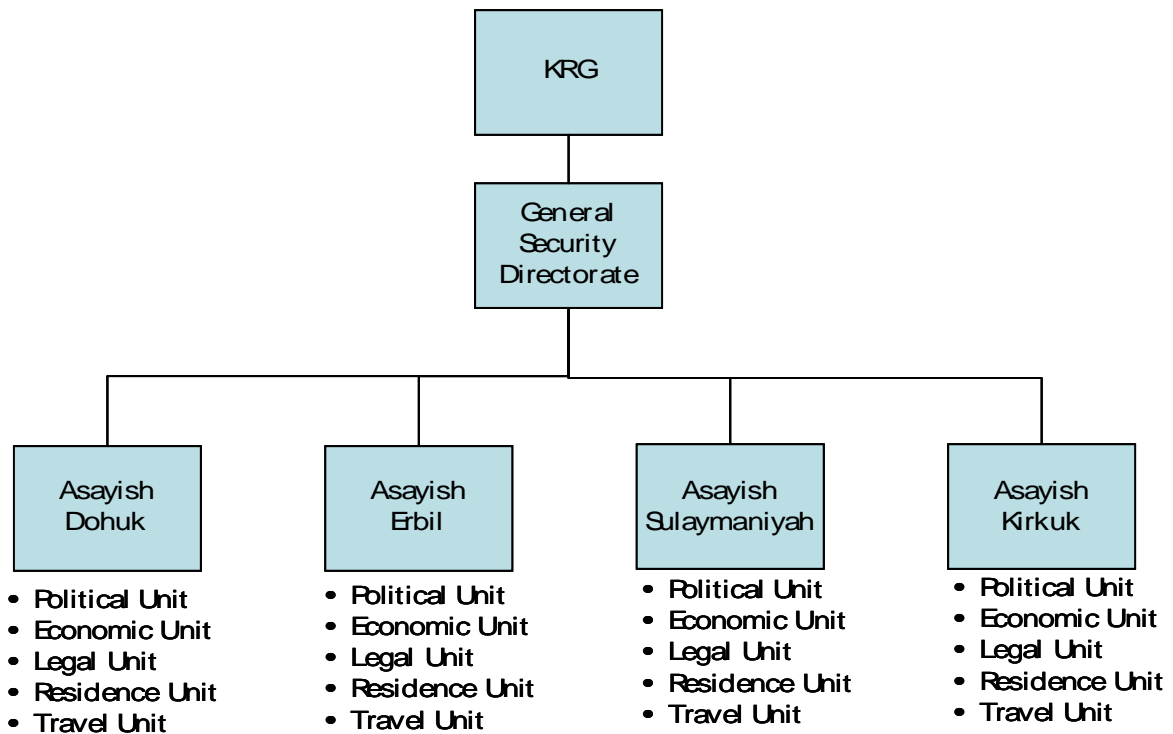 KRG
General
Security
Directorate
Asayish
Dohuk
• Political Unit
• Economic Unit
• Legal Unit
• Residence Unit
• Travel Unit
Asayish
Erbil
• Political Unit
• Economic Unit
• Legal Unit
• Residence Unit
• Travel Unit
Asayish
Sulaymaniyah
• Political Unit
• Economic Unit
• Legal Unit
• Residence Unit
• Travel Unit
Asayish
Kirkuk
• Political Unit
• Economic Unit
• Legal Unit
• Residence Unit
• Travel Unit